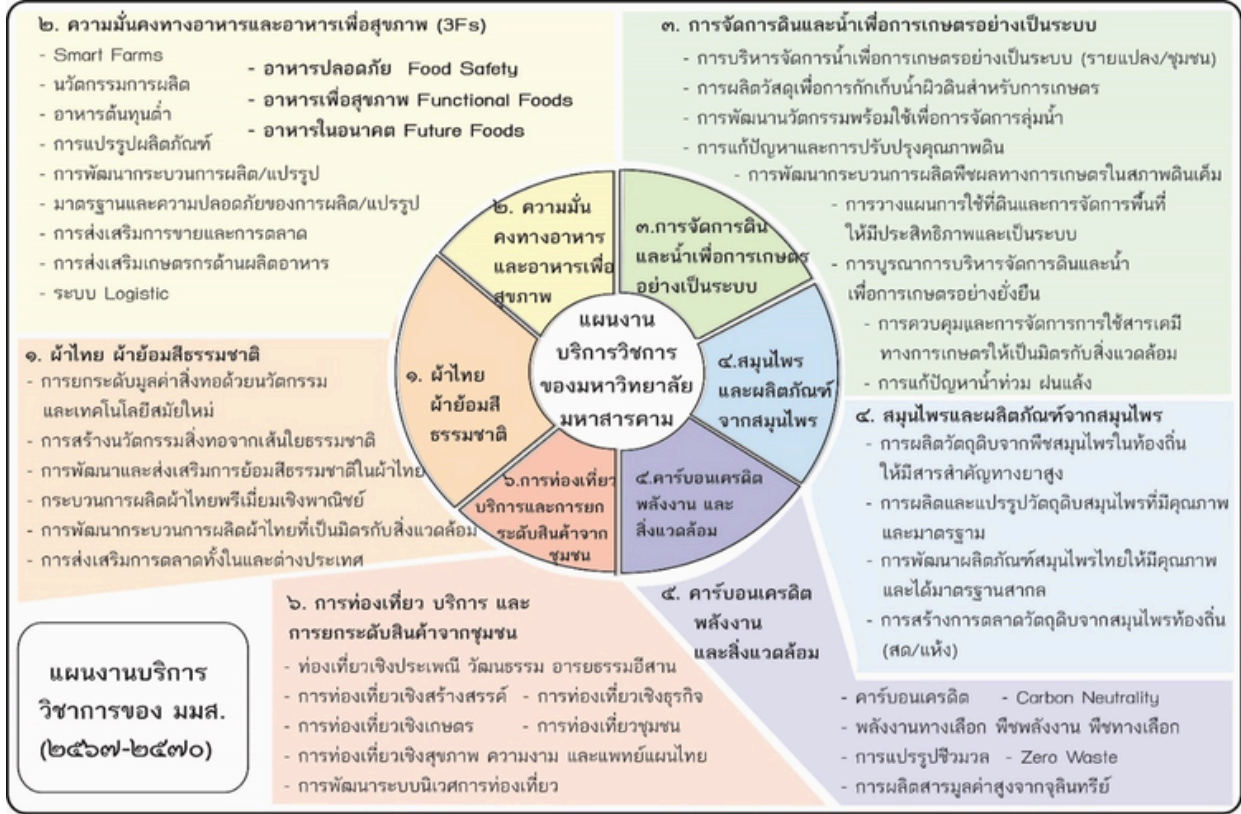 ๒. ความมั่นคงทางอาหารและอาหารเพื่อสุขภาพ (3Fs)
- Smart Farms
- นวัตกรรมการผลิต
- อาหารต้นทุนต่ำ
- การแปรรูปผลิตภัณฑ์
- การพัฒนากระบวนการผลิต/แปรรูป
- มาตรฐานและความปลอดภัยของการผลิต/แปรรูป
- การส่งเสริมการขายและการตลาด
- การส่งเสริมเกษตรกรด้านผลิตอาหาร
- ระบบ Logistic
- อาหารปลอดภัย Food Safety
- อาหารเพื่อสุขภาพ Functional Foods
- อาหารในอนาคต Future Foods
๓. การจัดการดินและน้ำเพื่อการเกษตรอย่างเป็นระบบ
- การบริหารจัดการน้ำเพื่อการเกษตรอย่างเป็นระบบ (รายแปลง/ชุมชน)
- การผลิตวัสดุเพื่อการกักเก็บน้ำผิวดินสำหรับการเกษตร
- การพัฒนานวัตกรรมพร้อมใช้เพื่อการจัดการลุ่มน้ำ
- การแก้ปัญหาและการปรับปรุงคุณภาพดิน
- การพัฒนากระบวนการผลิตพืชผลทางการเกษตรในสภาพดินเค็ม
- การวางแผนการใช้ที่ดินและการจัดการพื้นที่
ให้มีประสิทธิภาพและเป็นระบบ
- การบูรณาการบริหารจัดการดินและน้ำ
เพื่อการเกษตรอย่างยั่งยืน
- การควบคุมและการจัดการการใช้สารเคมี
ทางการเกษตรให้เป็นมิตรกับสิ่งแวดล้อม
- การแก้ปัญหาน้ำท่วม ฝนแล้ง
๒. ความมั่น
คงทางอาหาร
และอาหารเพื่อ
สุขภาพ
๓.การจัดการดิน
และน้ำเพื่อการเกษตร
อย่างเป็นระบบ
แผนงาน
บริการวิชการ
ของมหาวิทยาลัย
มหาสารคาม
๑. ผ้าไทย
ผ้าย้อมสี
ธรรมชาติ
๔.สมุนไพร
และผลิตภัณฑ์
จากสมุนไพร
๖.การท่องเที่ยว
บริการและการยก
ระดับสินค้าจาก
ชุมชน
๕.คาร์บอนเครดิต
พลังงาน และ
สิ่งแวดล้อม
๑. ผ้าไทย ผ้าย้อมสีธรรมชาติ
- การยกระดับมูลค่าสิ่งทอด้วยนวัตกรรม
และเทคโนโลยีสมัยใหม่
- การสร้างนวัตกรรมสิ่งทอจากเส้นใยธรรมชาติ
- การพัฒนาและส่งเสริมการย้อมสีธรรมชาติในผ้าไทย
- กระบวนการผลิตผ้าไทยพรีเมี่ยมเชิงพาณิชย์
- การพัฒนากระบวนการผลิตผ้าไทยที่เป็นมิตรกับสิ่งแวดล้อม
- การส่งเสริมการตลาดทั้งในและต่างประเทศ
๔. สมุนไพรและผลิตภัณฑ์จากสมุนไพร
- การผลิตวัตถุดิบจากพืชสมุนไพรในท้องถิ่น
ให้มีสารสำคัญทางยาสูง
- การผลิตและแปรรูปวัตถุดิบสมุนไพรที่มีคุณภาพ
และมาตรฐาม
- การพัฒนาผลิตภัณฑ์สมุนไพรไทยให้มีคุณภาพ
และได้มาตรฐานสากล
- การสร้างการตลาดวัตถุดิบจากสมุนไพรท้องถิ่น
(สด/แห้ง)
๖. การท่องเที่ยว บริการ และ
การยกระดับสินค้าจากชุมชน
- ท่องเที่ยวเชิงประเพณี วัฒนธรรม อารยธรรมอีสาน
- การท่องเที่ยวเชิงสร้างสรรค์ - การท่องเที่ยวเชิงธุรกิจ
- การท่องเที่ยวเชิงเกษตร - การท่องเที่ยวชุมชน
- การท่องเที่ยวเชิงสุขภาพ ความงาม และแพทย์แผนไทย
- การพัฒนาระบบนิเวศการท่องเที่ยว
๕. คาร์บอนเครดิต
พลังงาน
และสิ่งแวดล้อม
- คาร์บอนเครดิต - Carbon Neutrality
- พลังงานทางเลือก พืชพลังงาน พืชทางเลือก
- การแปรรูปชีวมวล - Zero Waste
- การผลิตสารมูลค่าสูงจากจุลินทรีย์
แผนงานบริการ
วิชาการของ มมส.
(๒๕๖๗-๒๕๗๐)